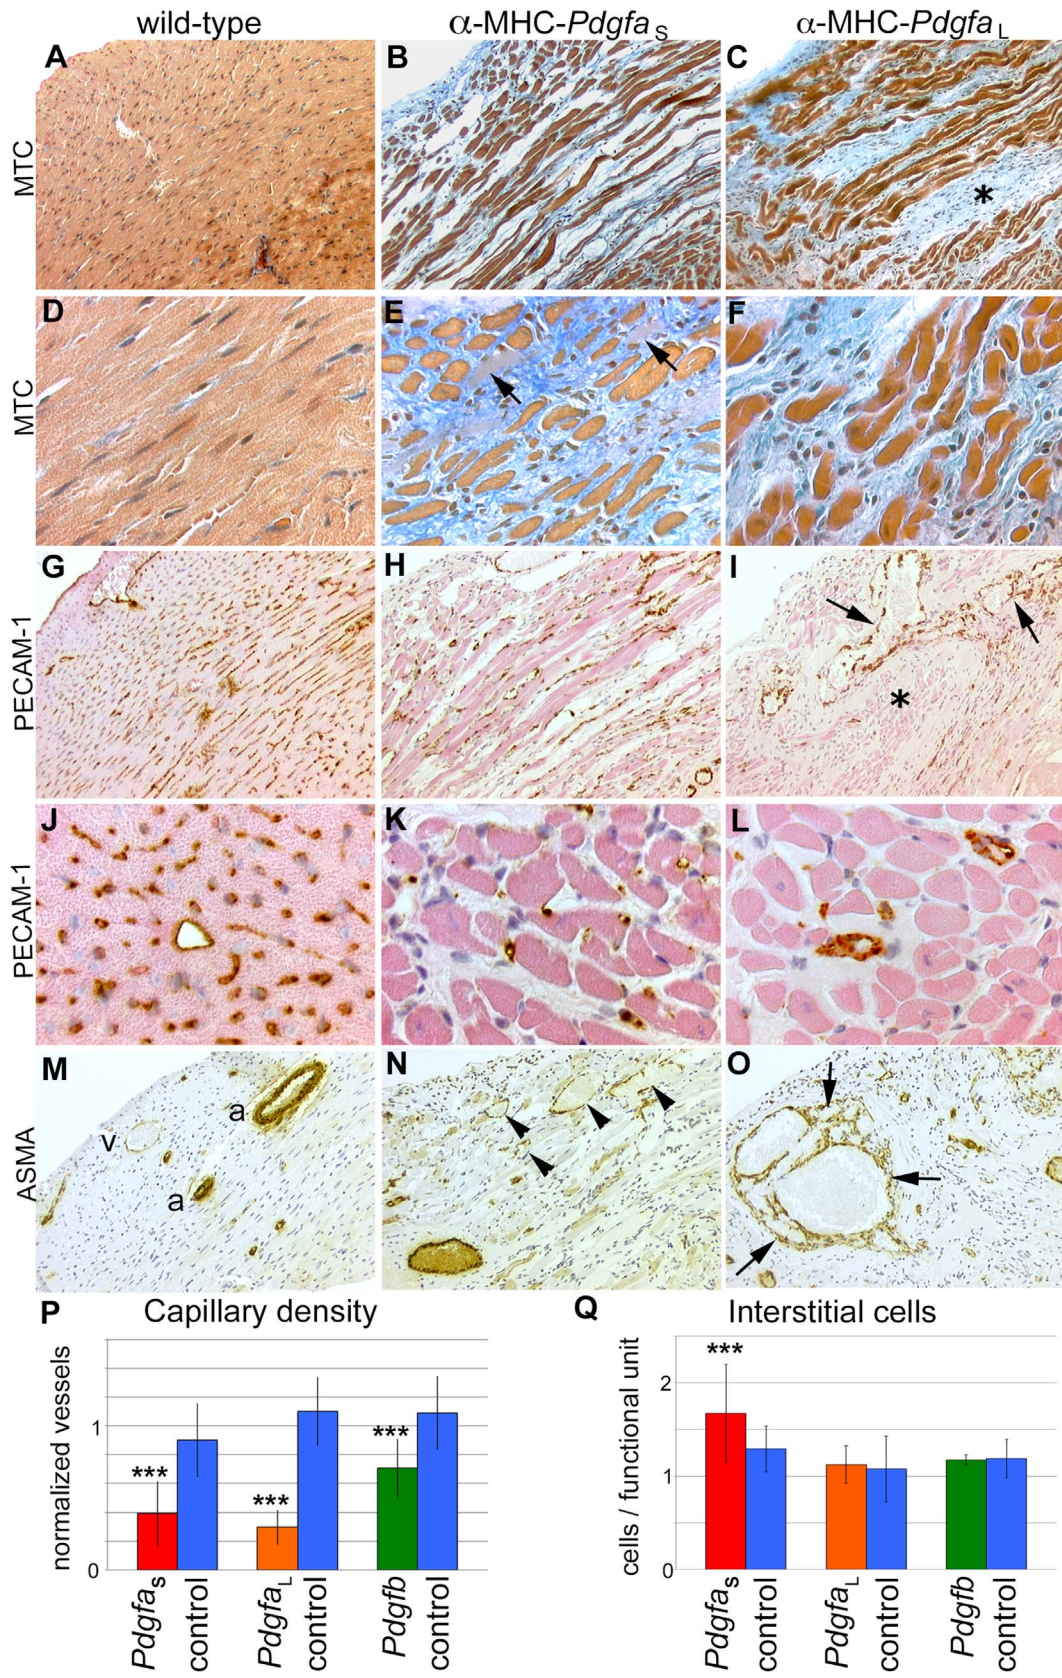 wild-type α-MHC-Pdgfa S α-MHC-Pdgfa L
MTC A B C *
MTC D E F
PECAM-1 G H I *
PECAM-1 J K L
ASMA M v a a N O
P Capillary density
normalized vessels
1
0
*** *** ***
Pdgfa S control Pdgfa L control Pdgfb control
Q Interstitial cells
cells / functional unit
2
1
0
***
Pdgfa S control Pdgfa L control Pdgfb control